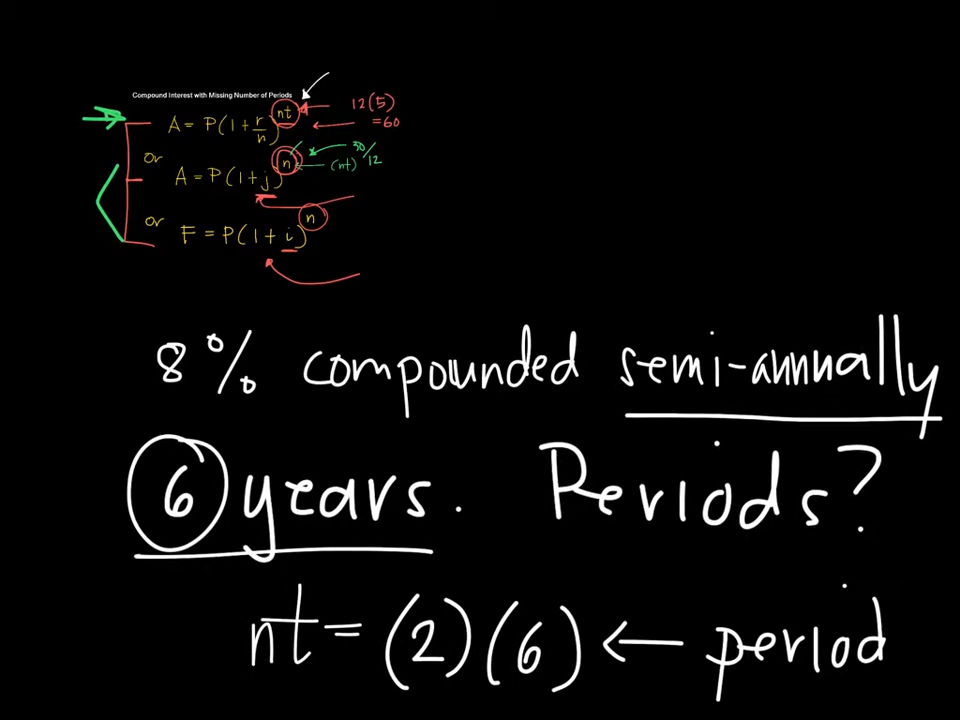 Compound Interest with Missing Number of Periods
A = P(1 + r/n)^nt 12(5)
= 60
or
A = P(1 + j)^n (nt) 30/12
or
F = P(1 + i)^n
8% compounded semi-annually
6 years. Periods?
nt = (2)(6) ← period